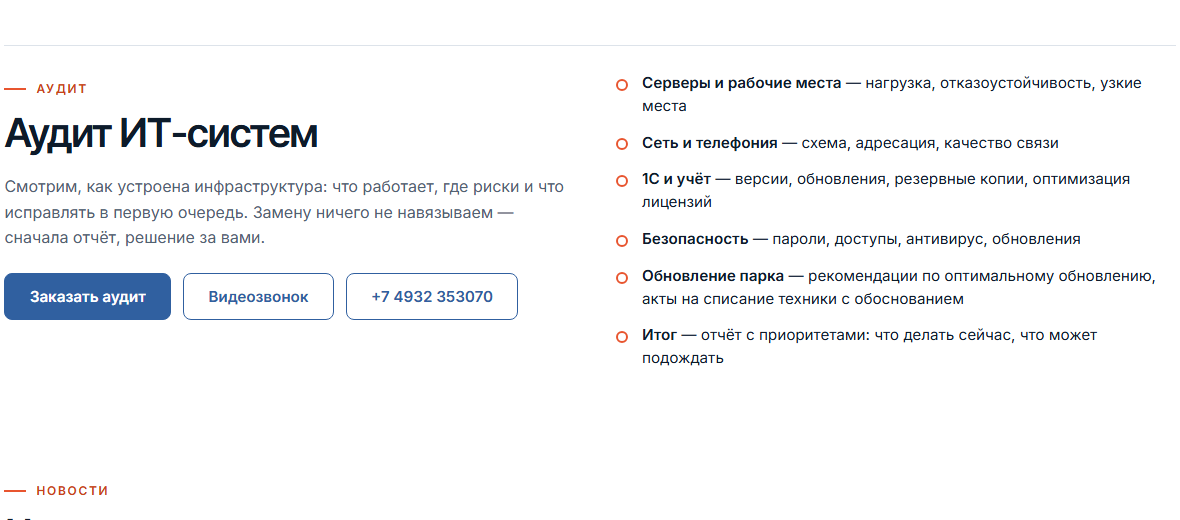 АУДИТ
Аудит ИТ-систем
Смотрим, как устроена инфраструктура: что работает, где риски и что
исправлять в первую очередь. Замену ничего не навязываем —
сначала отчёт, решение за вами.
Заказать аудит
Видеозвонок
+7 4932 353070
Серверы и рабочие места — нагрузка, отказоустойчивость, узкие
места
Сеть и телефония — схема, адресация, качество связи
1С и учёт — версии, обновления, резервные копии, оптимизация
лицензий
Безопасность — пароли, доступы, антивирус, обновления
Обновление парка — рекомендации по оптимальному обновлению,
акты на списание техники с обоснованием
Итог — отчёт с приоритетами: что делать сейчас, что может
подождать
НОВОСТИ